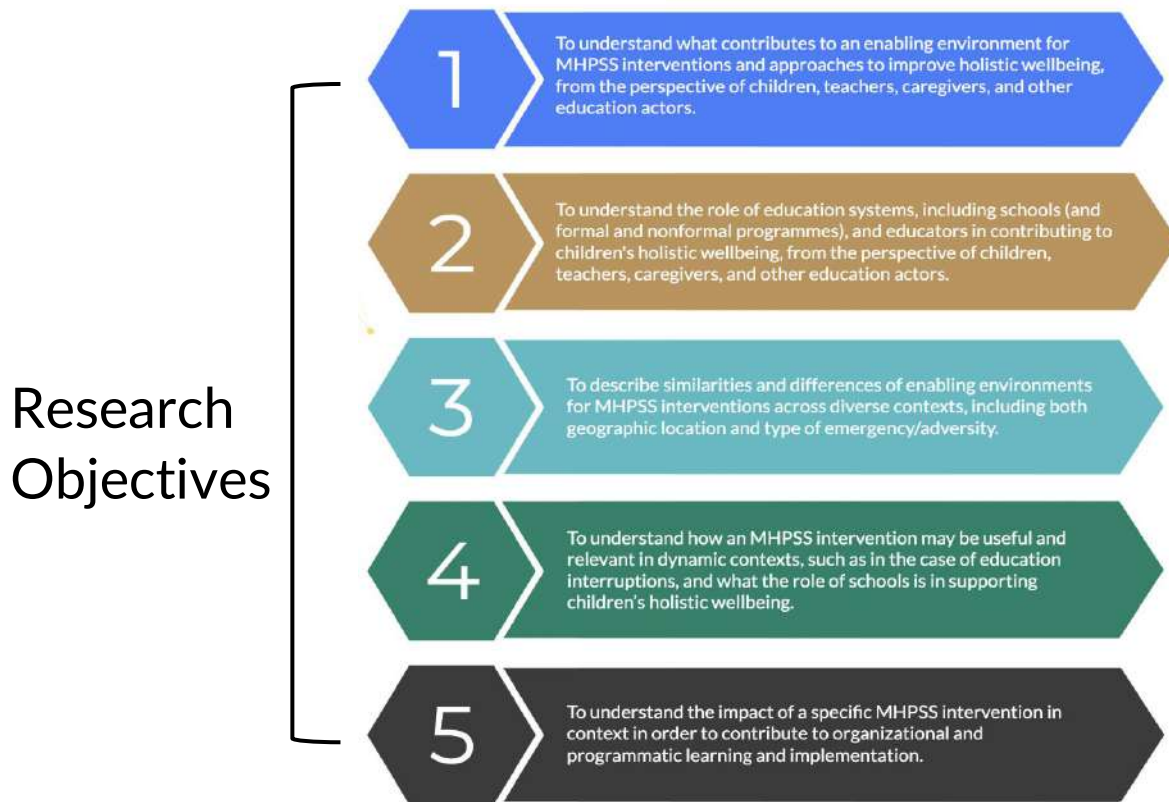 Research
Objectives
1
To understand what contributes to an enabling environment for
MHPSS interventions and approaches to improve holistic wellbeing,
from the perspective of children, teachers, caregivers, and other
education actors.
2
To understand the role of education systems, including schools (and
formal and nonformal programmes), and educators in contributing to
children's holistic wellbeing, from the perspective of children,
teachers, caregivers, and other education actors.
3
To describe similarities and differences of enabling environments
for MHPSS interventions across diverse contexts, including both
geographic location and type of emergency/adversity.
4
To understand how an MHPSS intervention may be useful and
relevant in dynamic contexts, such as in the case of education
interruptions, and what the role of schools is in supporting
children's holistic wellbeing.
5
To understand the impact of a specific MHPSS intervention in
context in order to contribute to organizational and
programmatic learning and implementation.